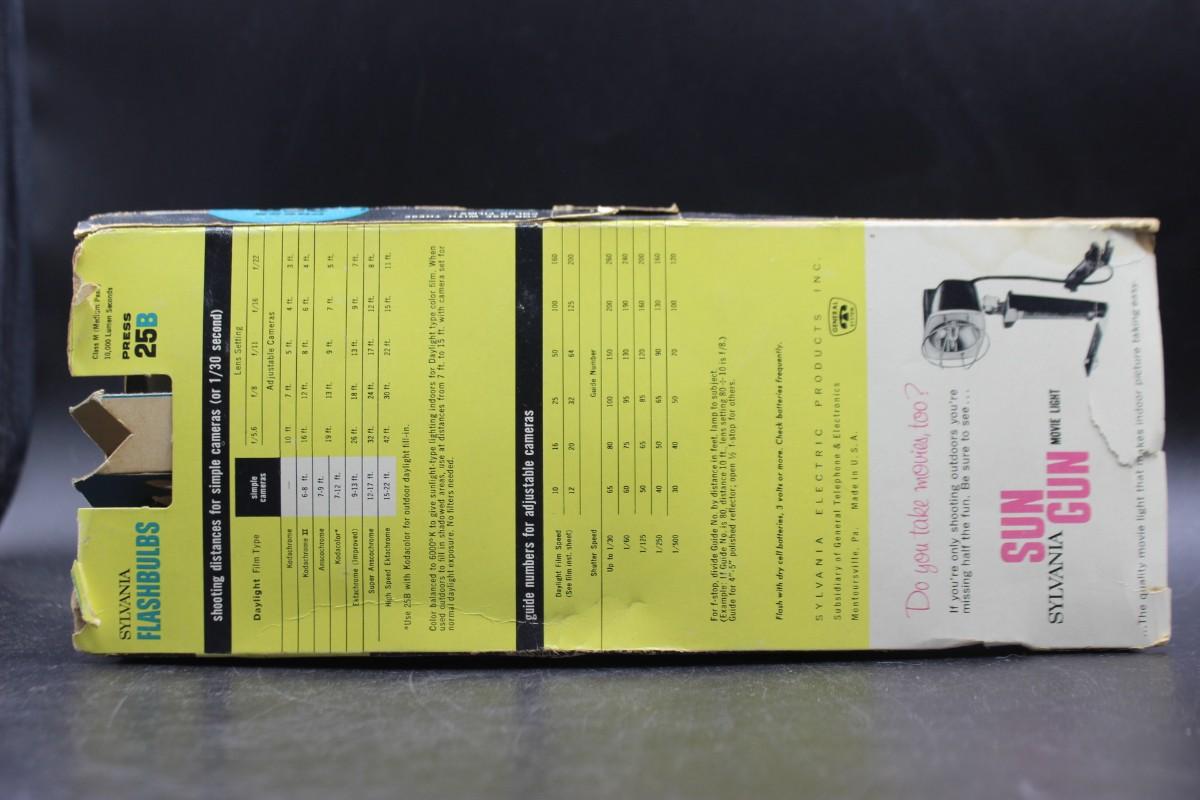 SYLVANIA
FLASHBULBS
Class M (Medium Peak)
10,000 Lumen Seconds
PRESS
25B
shooting distances for simple cameras (or 1/30 second)
Lens Setting
Daylight Film Type simple cameras f/5.6 f/8 f/11 f/16 f/22
Adjustable Cameras
Kodachrome — 10 ft. 7 ft. 5 ft. 4 ft. 3 ft.
Kodachrome II 6-8 ft. 16 ft. 12 ft. 8 ft. 6 ft. 4 ft.
Anscochrome 7-9 ft.
Kodacolor* 7-12 ft. 19 ft. 13 ft. 9 ft. 7 ft. 5 ft.
Ektachrome (Improved) 9-13 ft. 26 ft. 18 ft. 13 ft. 9 ft. 7 ft.
Super Anscochrome 12-17 ft. 32 ft. 24 ft. 17 ft. 12 ft. 8 ft.
High Speed Ektachrome 15-22 ft. 42 ft. 30 ft. 22 ft. 15 ft. 11 ft.
*Use 25B with Kodacolor for outdoor daylight fill-in.
Color balanced to 6000°K to give sunlight-type lighting indoors for Daylight type color film. When
used outdoors to fill in shadowed areas, use at distances from 7 ft. to 15 ft. with camera set for
normal daylight exposure. No filters needed.
guide numbers for adjustable cameras
Daylight Film Speed 10 16 25 50 100 160
(See film inst. sheet) 12 20 32 64 125 200
Shutter Speed Guide Number
Up to 1/30 65 80 100 150 200 260
1/60 60 75 95 130 190 240
1/125 50 65 85 120 160 200
1/250 40 50 65 90 130 160
1/500 30 40 50 70 100 120
For f-stop, divide Guide No. by distance in feet, lamp to subject.
(Example: If Guide No. is 80, distance 10 ft., lens setting 80÷10 is f/8.)
Guide for 4"-5" polished reflector; open ½ f-stop for others.
Flash with dry cell batteries, 3 volts or more. Check batteries frequently.
SYLVANIA ELECTRIC PRODUCTS INC.
Subsidiary of General Telephone & Electronics
Montoursville, Pa. Made in U.S.A.
GENERAL
SYSTEM
Do you take movies, too?
If you're only shooting outdoors you're
missing half the fun. Be sure to see...
SUN
SYLVANIA GUN MOVIE LIGHT
...The quality movie light that makes indoor picture taking easy.